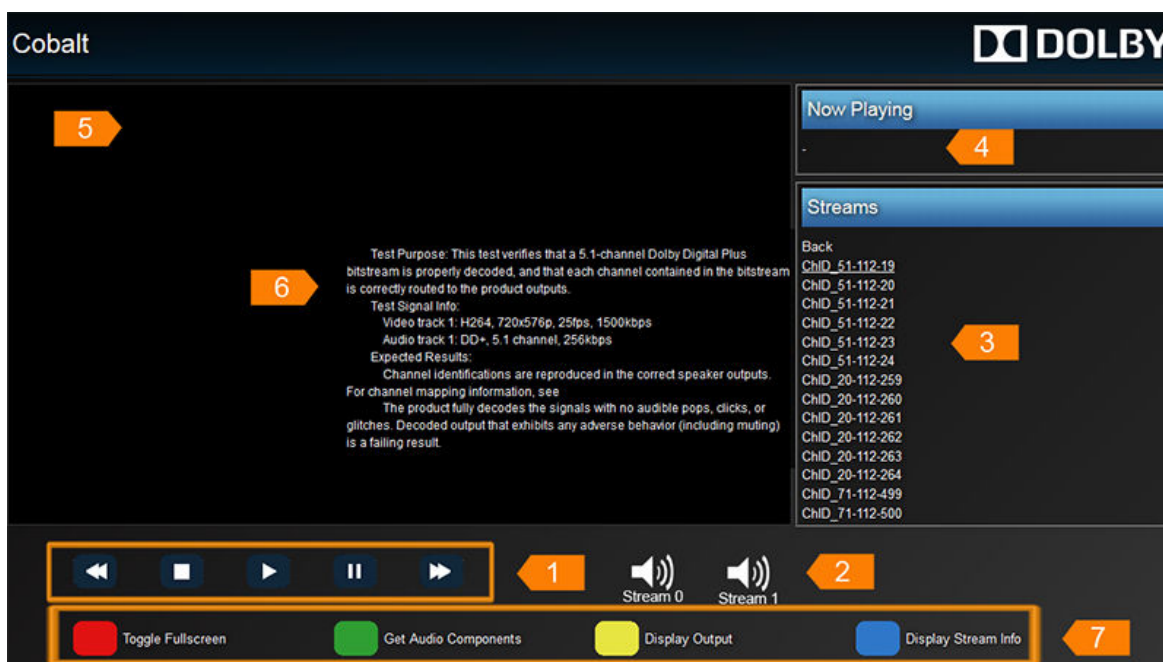 Cobalt
DOLBY
5
Now Playing
4
-
Streams
Back
ChID_51-112-19
ChID_51-112-20
ChID_51-112-21
ChID_51-112-22
ChID_51-112-23
ChID_51-112-24
ChID_20-112-259
ChID_20-112-260
ChID_20-112-261
ChID_20-112-262
ChID_20-112-263
ChID_20-112-264
ChID_71-112-499
ChID_71-112-500
3
6
Test Purpose: This test verifies that a 5.1-channel Dolby Digital Plus
bitstream is properly decoded, and that each channel contained in the bitstream
is correctly routed to the product outputs.
Test Signal Info:
Video track 1: H264, 720x576p, 25fps, 1500kbps
Audio track 1: DD+, 5.1 channel, 256kbps
Expected Results:
Channel identifications are reproduced in the correct speaker outputs.
For channel mapping information, see
The product fully decodes the signals with no audible pops, clicks, or
glitches. Decoded output that exhibits any adverse behavior (including muting)
is a failing result.
1
Stream 0
Stream 1
2
Toggle Fullscreen
Get Audio Components
Display Output
Display Stream Info
7